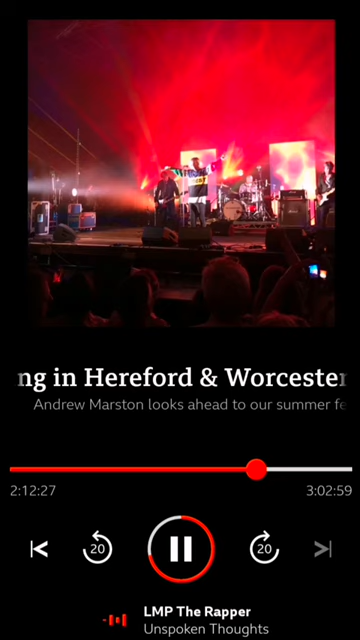 ng in Hereford & Worcester
Andrew Marston looks ahead to our summer fe
2:12:27
3:02:59
20
20
LMP The Rapper
Unspoken Thoughts